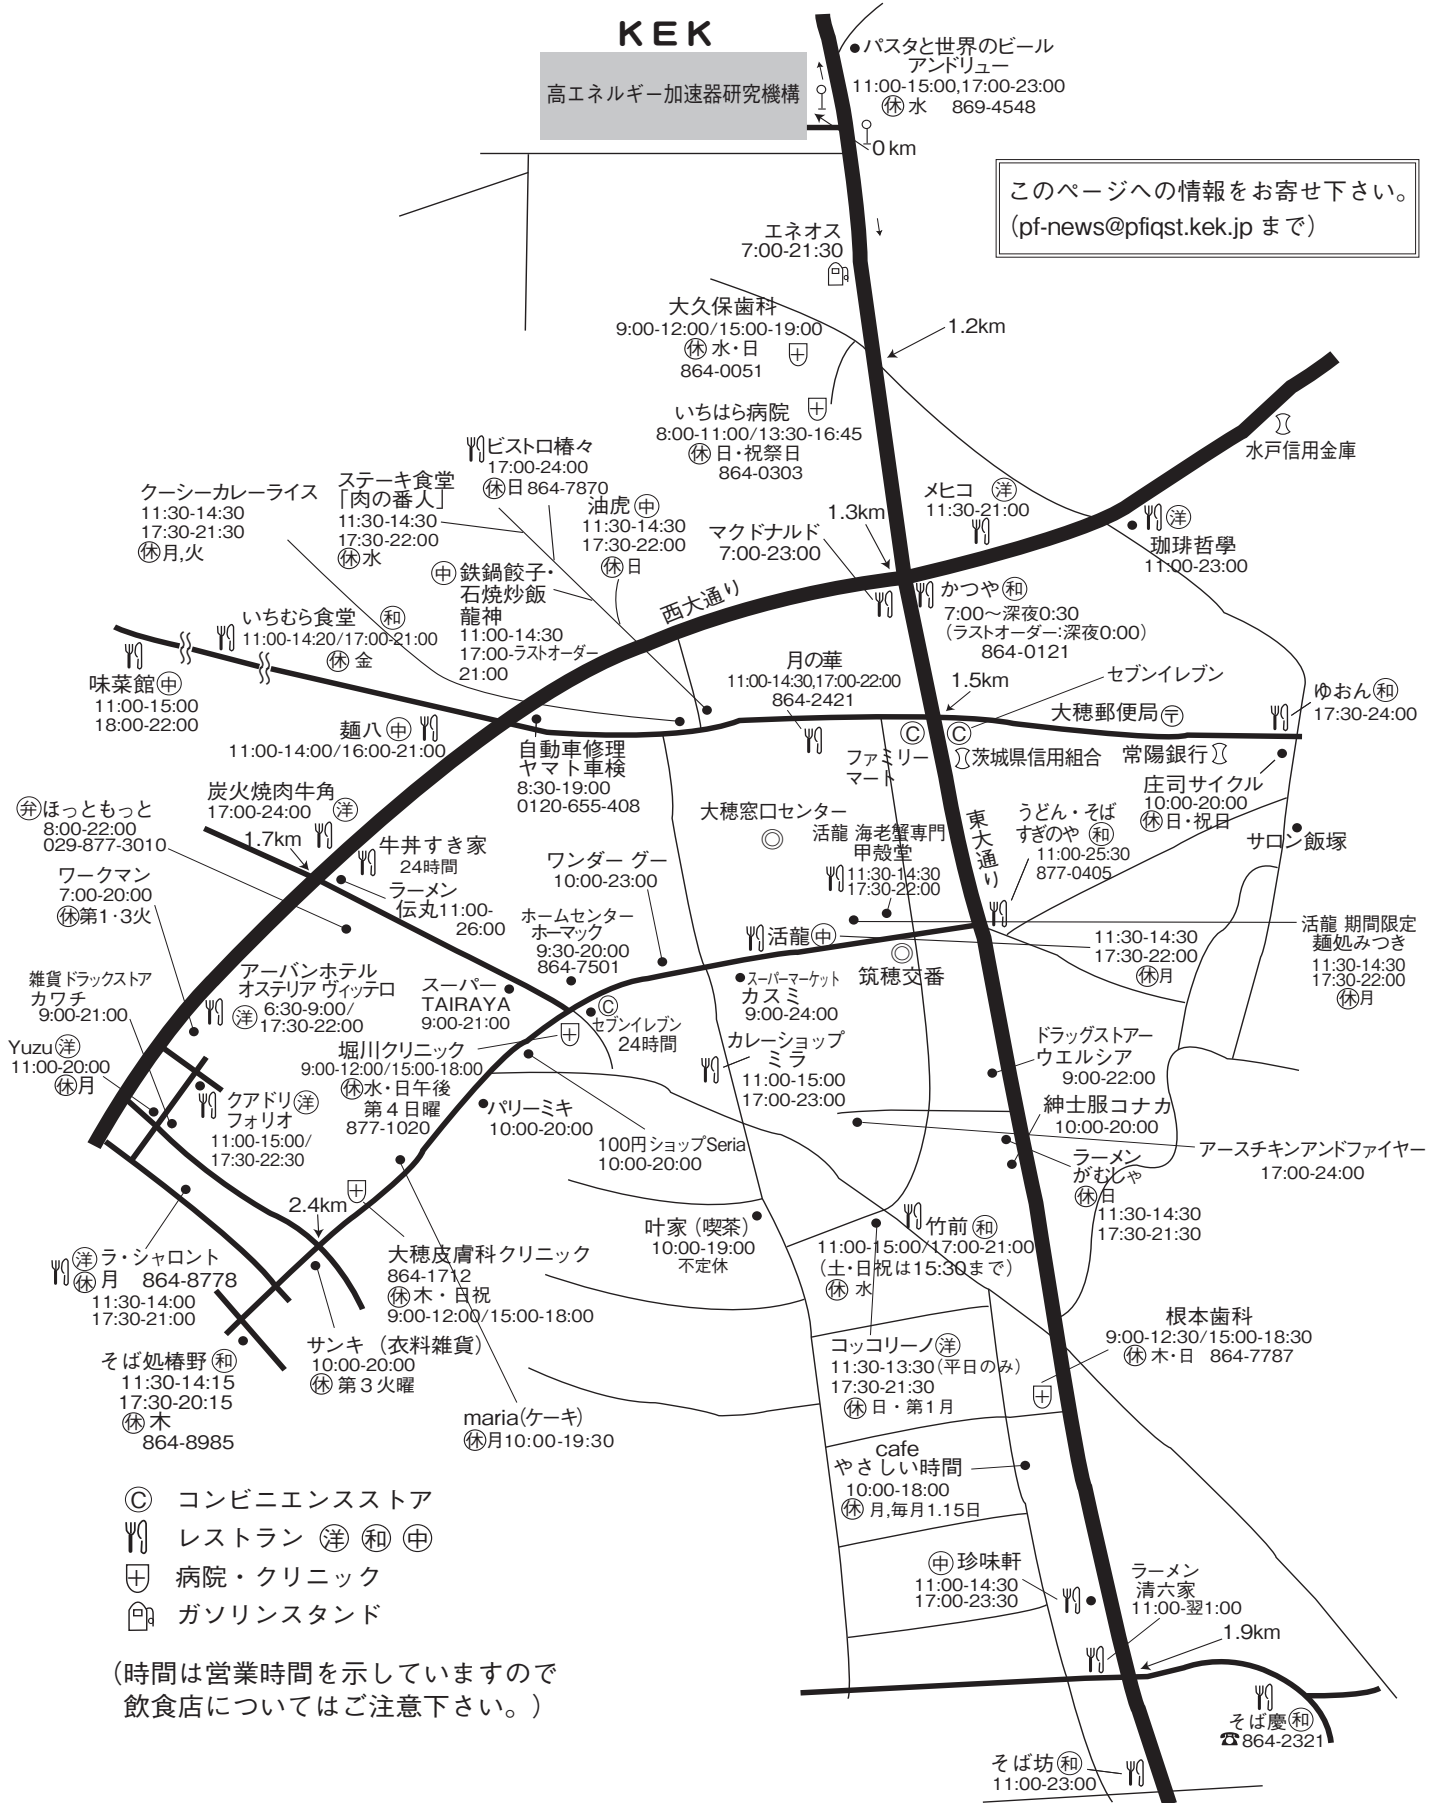 KEK
高エネルギー加速器研究機構
パスタと世界のビール
アンドリュー
11:00-15:00,17:00-23:00
㊡水 869-4548
0 km
このページへの情報をお寄せ下さい。
(pf-news@pfiqst.kek.jp まで)
エネオス
7:00-21:30
大久保歯科
9:00-12:00/15:00-19:00
㊡水・日
864-0051
1.2km
いちはら病院
8:00-11:00/13:30-16:45
㊡日・祝祭日
864-0303
水戸信用金庫
ビストロ椿々
17:00-24:00
㊡日 864-7870
ステーキ食堂
「肉の番人」
11:30-14:30
17:30-22:00
㊡水
クーシーカレーライス
11:30-14:30
17:30-21:30
㊡月,火
油虎㊥
11:30-14:30
17:30-22:00
㊡日
メヒコ 洋
11:30-21:00
1.3km
マクドナルド
7:00-23:00
洋
珈琲哲學
11:00-23:00
㊥鉄鍋餃子・
石焼炒飯
龍神
11:00-14:30
17:00-ラストオーダー
21:00
西大通り
かつや 和
7:00〜深夜0:30
(ラストオーダー:深夜0:00)
864-0121
いちむら食堂 和
11:00-14:20/17:00-21:00
㊡金
味菜館㊥
11:00-15:00
18:00-22:00
月の華
11:00-14:30,17:00-22:00
864-2421
1.5km
セブンイレブン
ゆおん 和
17:30-24:00
大穂郵便局〒
麺八㊥
11:00-14:00/16:00-21:00
自動車修理
ヤマト車検
8:30-19:00
0120-655-408
C
C
ファミリー
マート
茨城県信用組合
常陽銀行
庄司サイクル
10:00-20:00
㊡日・祝日
サロン飯塚
炭火焼肉牛角
17:00-24:00 洋
1.7km
弁ほっともっと
8:00-22:00
029-877-3010
牛丼すき家
24時間
ラーメン
伝丸11:00-
26:00
ワークマン
7:00-20:00
㊡第1・3火
ワンダー グー
10:00-23:00
大穂窓口センター
◎
活龍 海老蟹専門
甲殻堂
11:30-14:30
17:30-22:00
東大通り
うどん・そば
すぎのや 和
11:00-25:30
877-0405
ホームセンター
ホーマック
9:30-20:00
864-7501
活龍㊥
11:30-14:30
17:30-22:00
㊡月
◎
筑穂交番
活龍 期間限定
麺処みつき
11:30-14:30
17:30-22:00
㊡月
雑貨 ドラックストア
カワチ
9:00-21:00
アーバンホテル
オステリア ヴィッテロ
洋 6:30-9:00/
17:30-22:00
スーパー
TAIRAYA
9:00-21:00
スーパーマーケット
カスミ
9:00-24:00
C
セブンイレブン
24時間
Yuzu 洋
11:00-20:00
㊡月
堀川クリニック
9:00-12:00/15:00-18:00
㊡水・日午後
第4日曜
877-1020
カレーショップ
ミラ
11:00-15:00
17:00-23:00
ドラッグストアー
ウエルシア
9:00-22:00
クアドリ 洋
フォリオ
11:00-15:00/
17:30-22:30
パリーミキ
10:00-20:00
100円ショップSeria
10:00-20:00
紳士服コナカ
10:00-20:00
アースチキンアンドファイヤー
17:00-24:00
ラーメン
がむしゃ
㊡日
11:30-14:30
17:30-21:30
2.4km
叶家(喫茶)
10:00-19:00
不定休
竹前 和
11:00-15:00/17:00-21:00
(土・日祝は15:30まで)
㊡水
洋ラ・シャロント
㊡月 864-8778
11:30-14:00
17:30-21:00
大穂皮膚科クリニック
864-1712
㊡木・日祝
9:00-12:00/15:00-18:00
サンキ (衣料雑貨)
10:00-20:00
㊡第3火曜
そば処椿野 和
11:30-14:15
17:30-20:15
㊡木
864-8985
根本歯科
9:00-12:30/15:00-18:30
㊡木・日 864-7787
コッコリーノ 洋
11:30-13:30(平日のみ)
17:30-21:30
㊡日・第1月
maria(ケーキ)
㊡月10:00-19:30
cafe
やさしい時間
10:00-18:00
㊡月,毎月1.15日
C コンビニエンスストア
レストラン 洋 和 中
病院・クリニック
ガソリンスタンド
(時間は営業時間を示していますので
飲食店についてはご注意下さい。)
㊥珍味軒
11:00-14:30
17:00-23:30
ラーメン
清六家
11:00-翌1:00
1.9km
そば慶 和
☎864-2321
そば坊 和
11:00-23:00